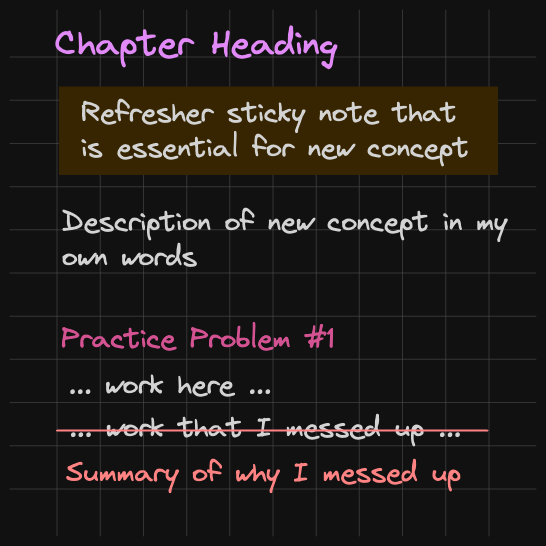 Chapter Heading
Refresher sticky note that
is essential for new concept
Description of new concept in my
own words
Practice Problem #1
... work here ...
... work that I messed up ...
Summary of why I messed up